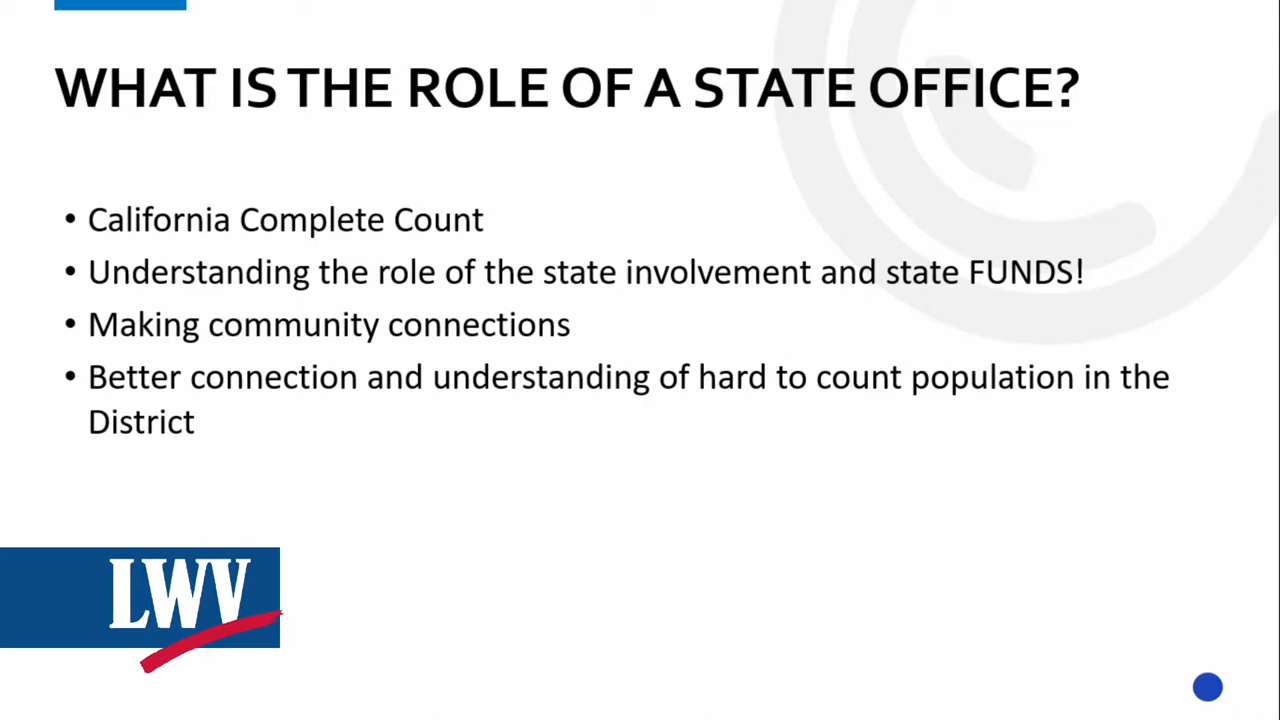 WHAT IS THE ROLE OF A STATE OFFICE?
• California Complete Count
• Understanding the role of the state involvement and state FUNDS!
• Making community connections
• Better connection and understanding of hard to count population in the
District
LWV